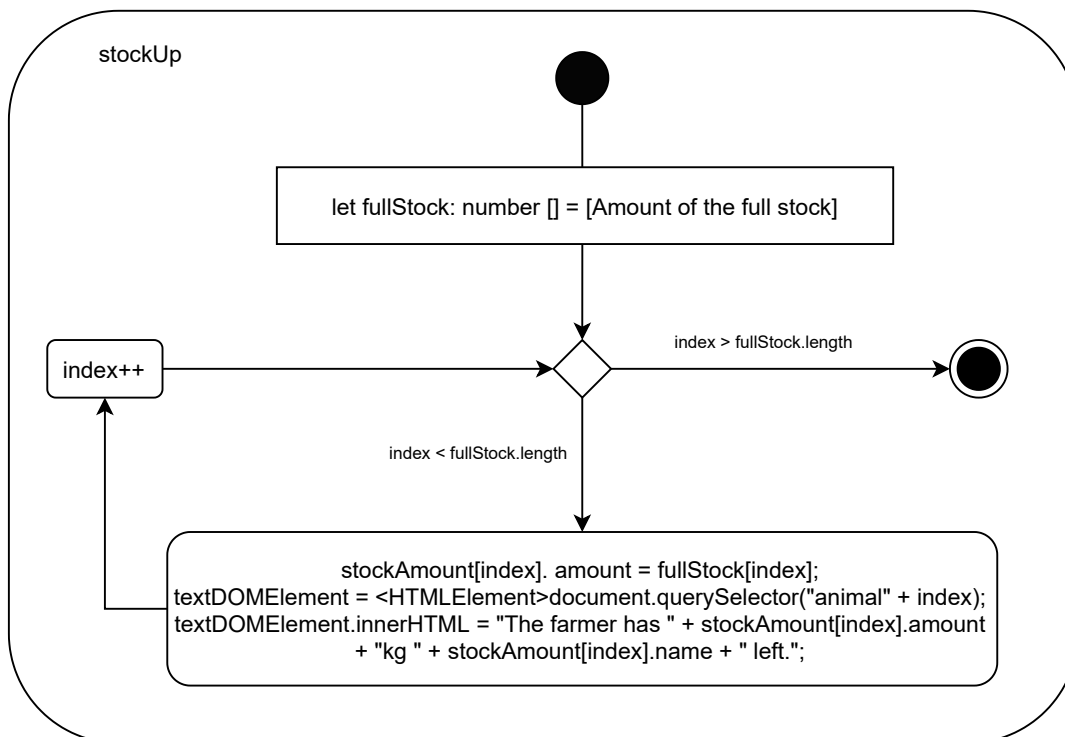 stockUp
let fullStock: number [] = [Amount of the full stock]
index > fullStock.length
index++
index < fullStock.length
stockAmount[index]. amount = fullStock[index];
textDOMElement = <HTMLElement>document.querySelector("animal" + index);
textDOMElement.innerHTML = "The farmer has " + stockAmount[index].amount
+ "kg " + stockAmount[index].name + " left.";